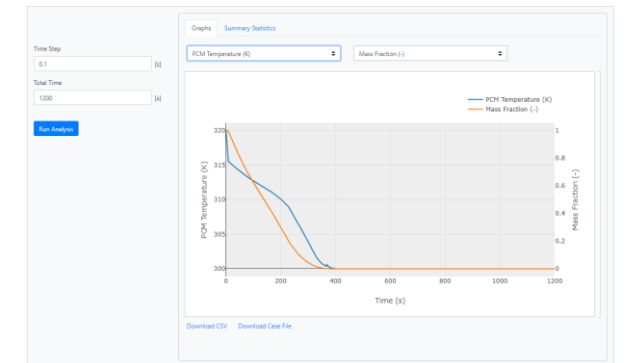 Graphs Summary Statistics
Time Step
0.1 [s]
Total Time
1200 [s]
Run Analysis
PCM Temperature (K) Mass Fraction (-)
PCM Temperature (K)
Mass Fraction (-)
320 1
0.8
315
0.6
310
0.4
305
0.2
300 0
PCM Temperature (K)
Mass Fraction (-)
0 200 400 600 800 1000 1200
Time (s)
Download CSV Download Case File